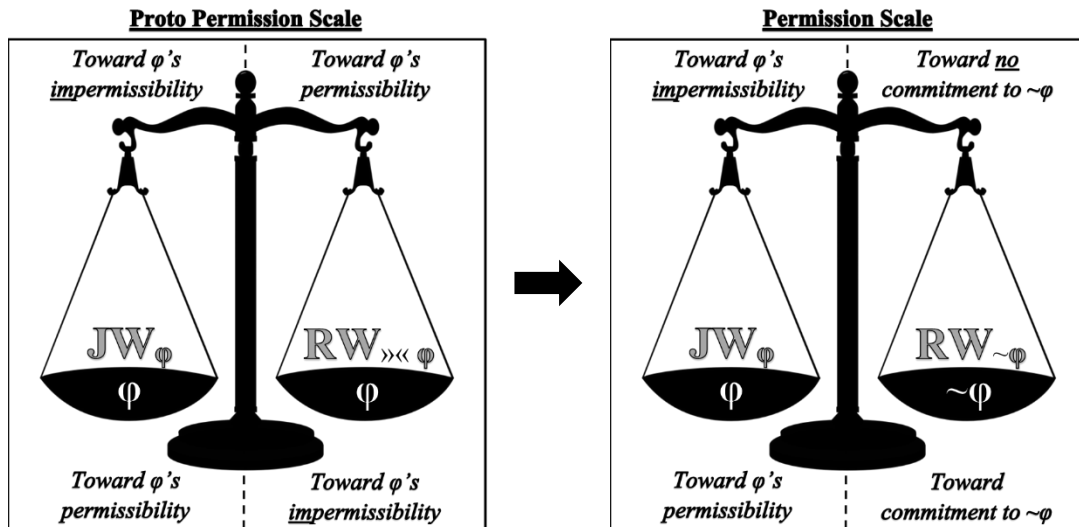 Proto Permission Scale
Toward φ’s
impermissibility
Toward φ’s
permissibility
JWφ
φ
RW»« φ
φ
Toward φ’s
permissibility
Toward φ’s
impermissibility
Permission Scale
Toward φ’s
impermissibility
Toward no
commitment to ~φ
JWφ
φ
RW~φ
~φ
Toward φ’s
permissibility
Toward
commitment to ~φ